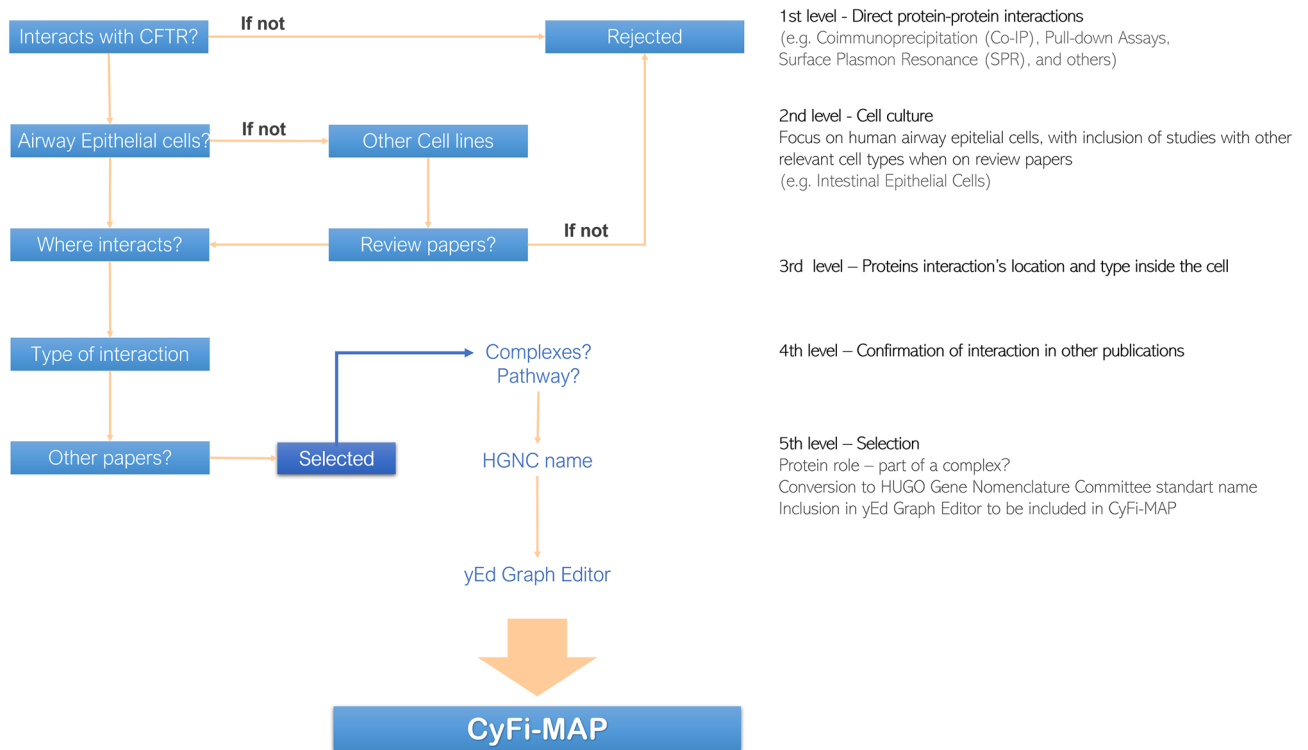 Interacts with CFTR?
If not
Rejected
Airway Epithelial cells?
If not
Other Cell lines
Where interacts?
Review papers?
If not
Type of interaction
Other papers?
Selected
Complexes?
Pathway?
HGNC name
yEd Graph Editor
CyFi-MAP
1st level - Direct protein-protein interactions
(e.g. Coimmunoprecipitation (Co-IP), Pull-down Assays,
Surface Plasmon Resonance (SPR), and others)
2nd level - Cell culture
Focus on human airway epitelial cells, with inclusion of studies with other
relevant cell types when on review papers
(e.g. Intestinal Epithelial Cells)
3rd level – Proteins interaction's location and type inside the cell
4th level – Confirmation of interaction in other publications
5th level – Selection
Protein role – part of a complex?
Conversion to HUGO Gene Nomenclature Committee standart name
Inclusion in yEd Graph Editor to be included in CyFi-MAP